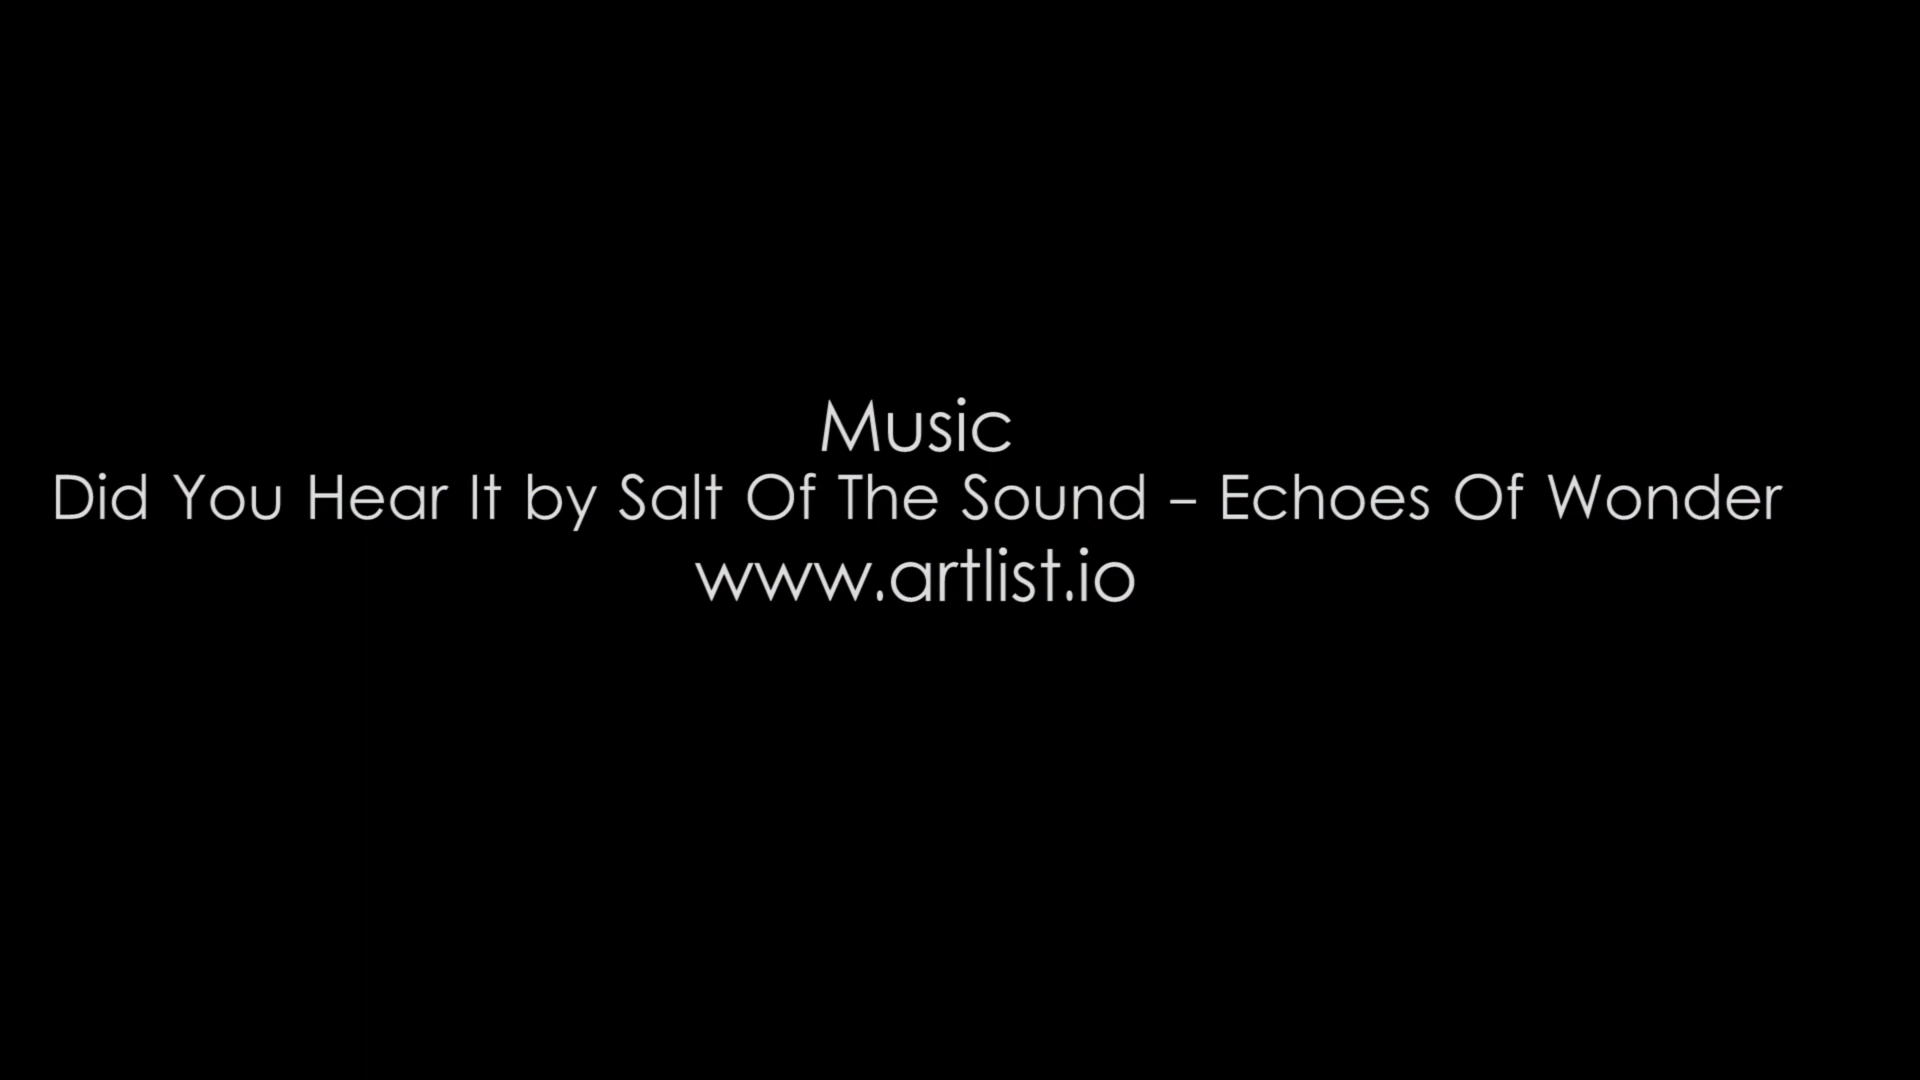 Music
Did You Hear It by Salt Of The Sound – Echoes Of Wonder
www.artlist.io